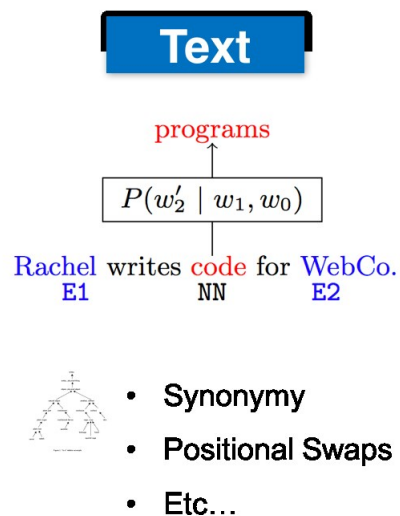 Text
programs
P(w′₂ | w₁, w₀)
Rachel writes code for WebCo.
E1 NN E2
• Synonymy
• Positional Swaps
• Etc...